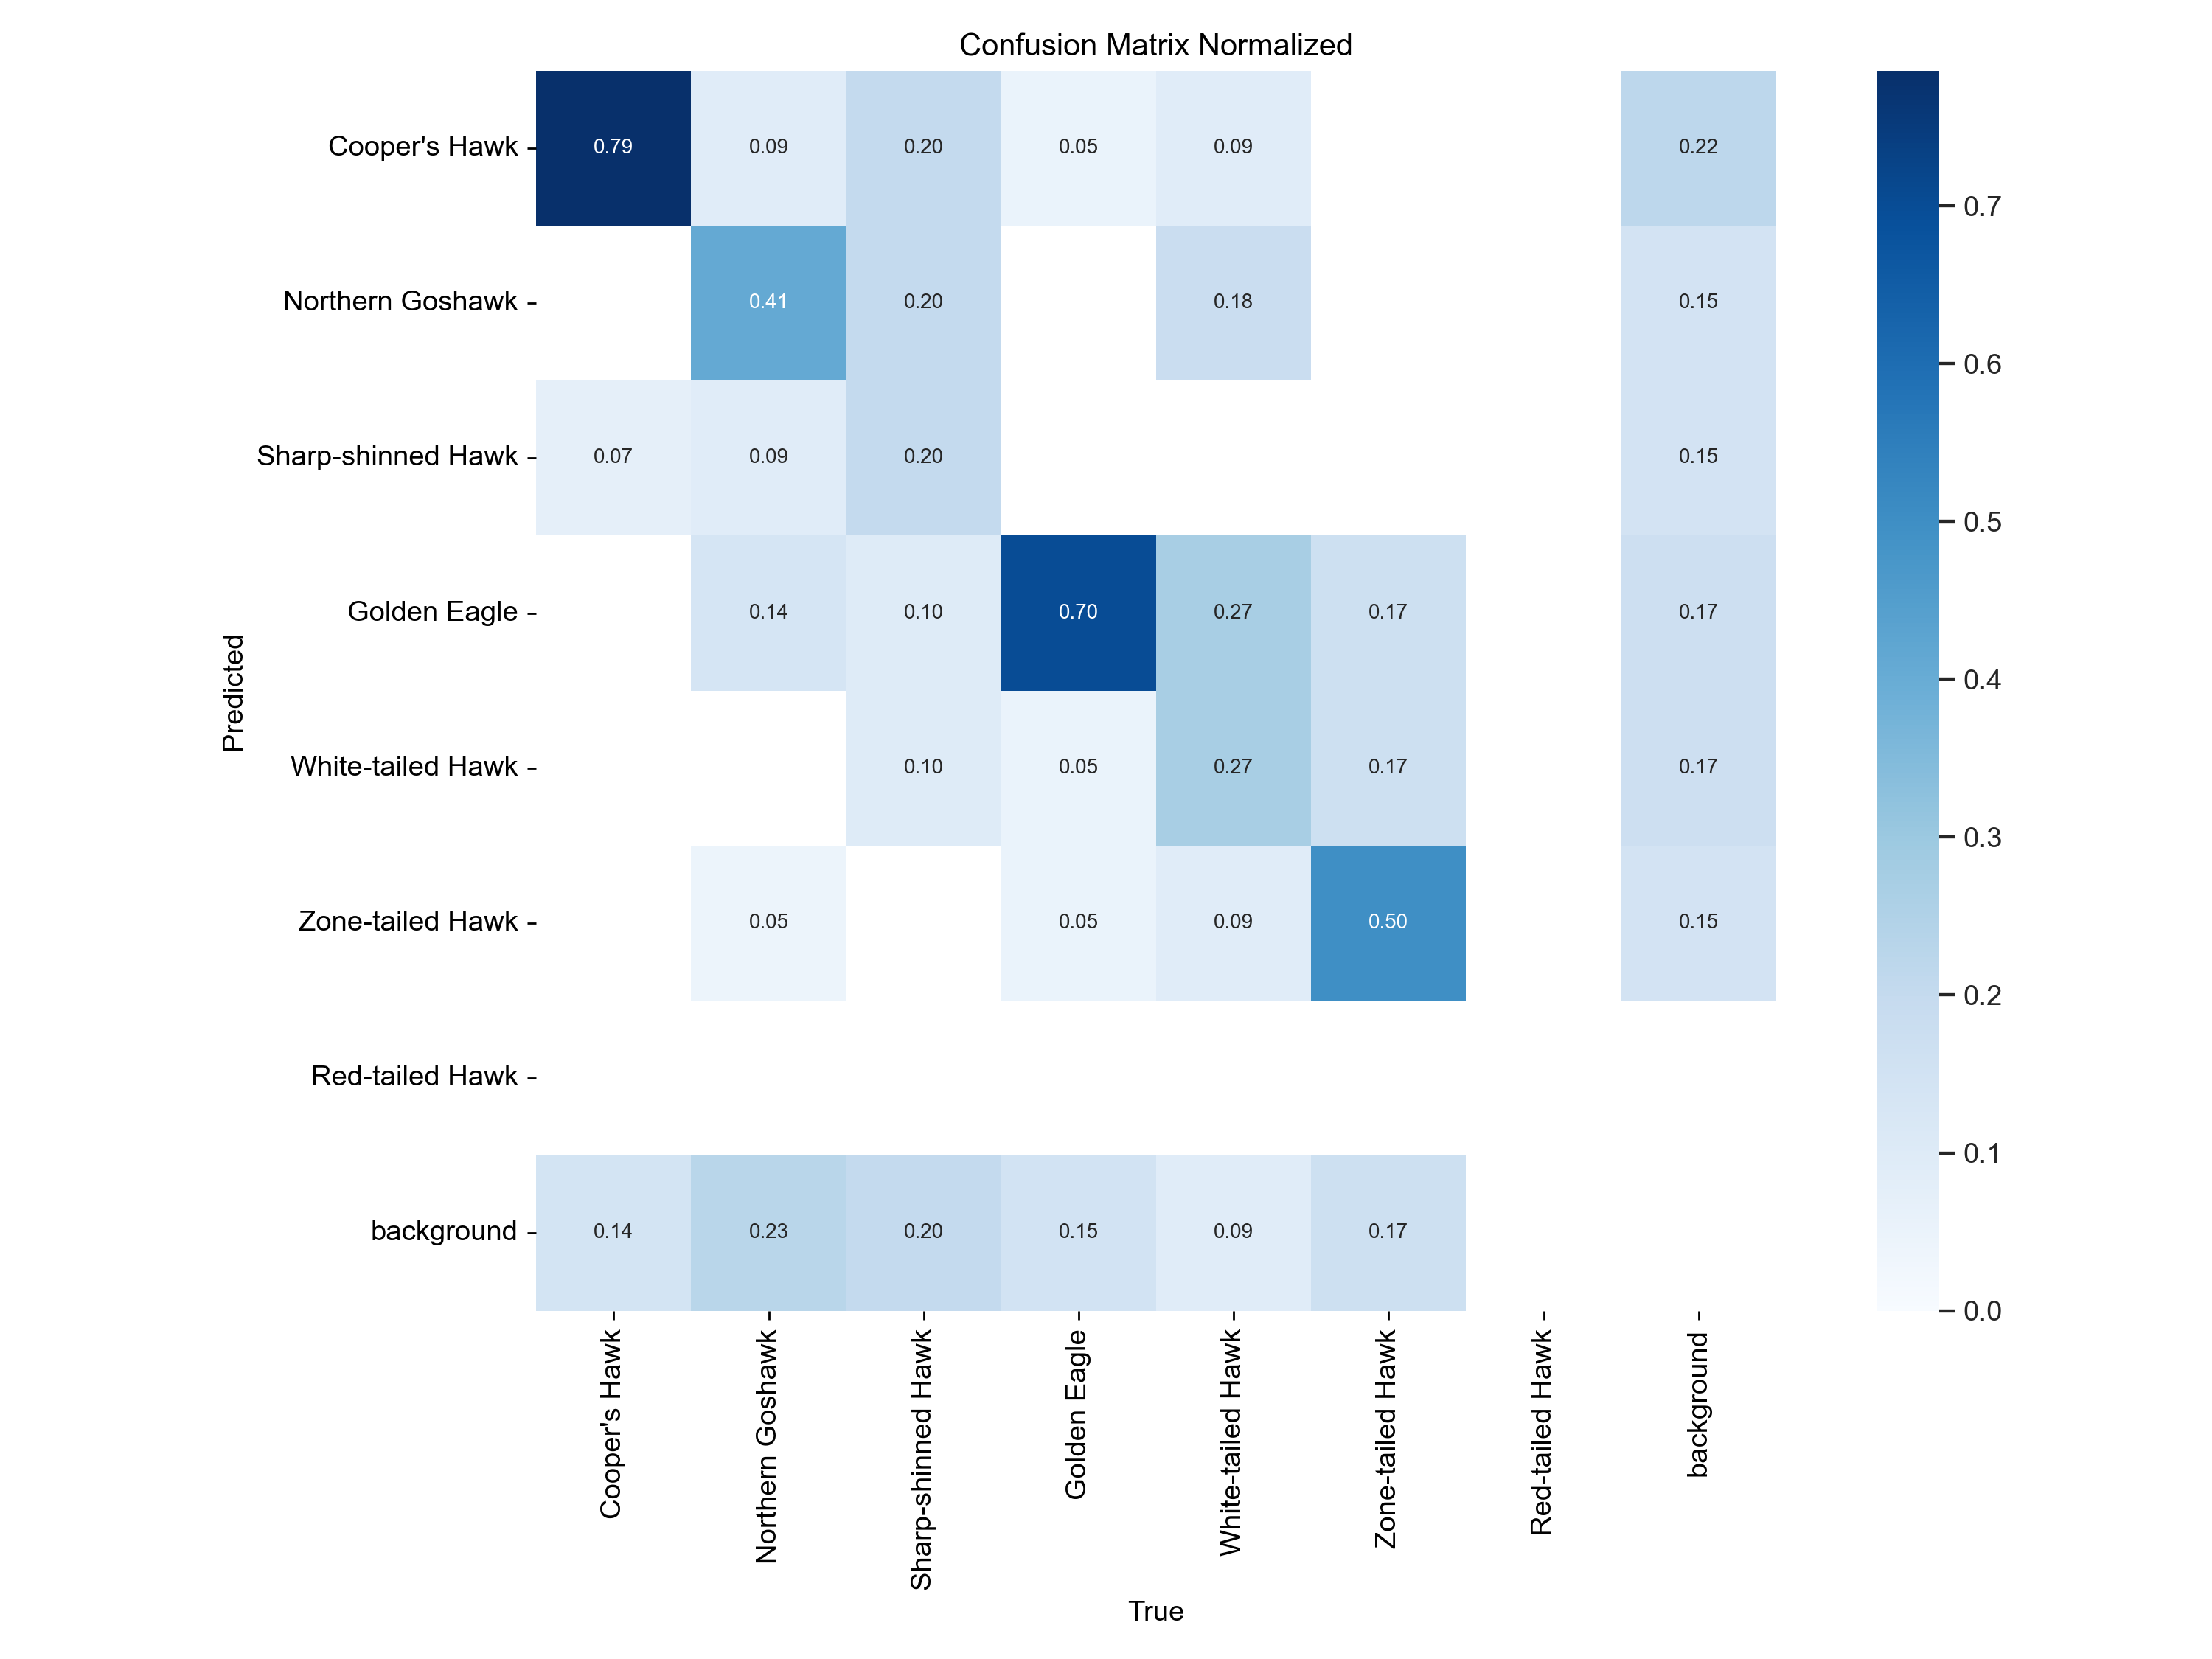 Confusion Matrix Normalized
Cooper's Hawk
0.79 0.09 0.20 0.05 0.09 0.22
Northern Goshawk
0.41 0.20 0.18 0.15
Sharp-shinned Hawk
0.07 0.09 0.20 0.15
Golden Eagle
0.14 0.10 0.70 0.27 0.17 0.17
White-tailed Hawk
0.10 0.05 0.27 0.17 0.17
Zone-tailed Hawk
0.05 0.05 0.09 0.50 0.15
Red-tailed Hawk
background
0.14 0.23 0.20 0.15 0.09 0.17
Predicted
Cooper's Hawk
Northern Goshawk
Sharp-shinned Hawk
Golden Eagle
White-tailed Hawk
Zone-tailed Hawk
Red-tailed Hawk
background
True
0.7
0.6
0.5
0.4
0.3
0.2
0.1
0.0